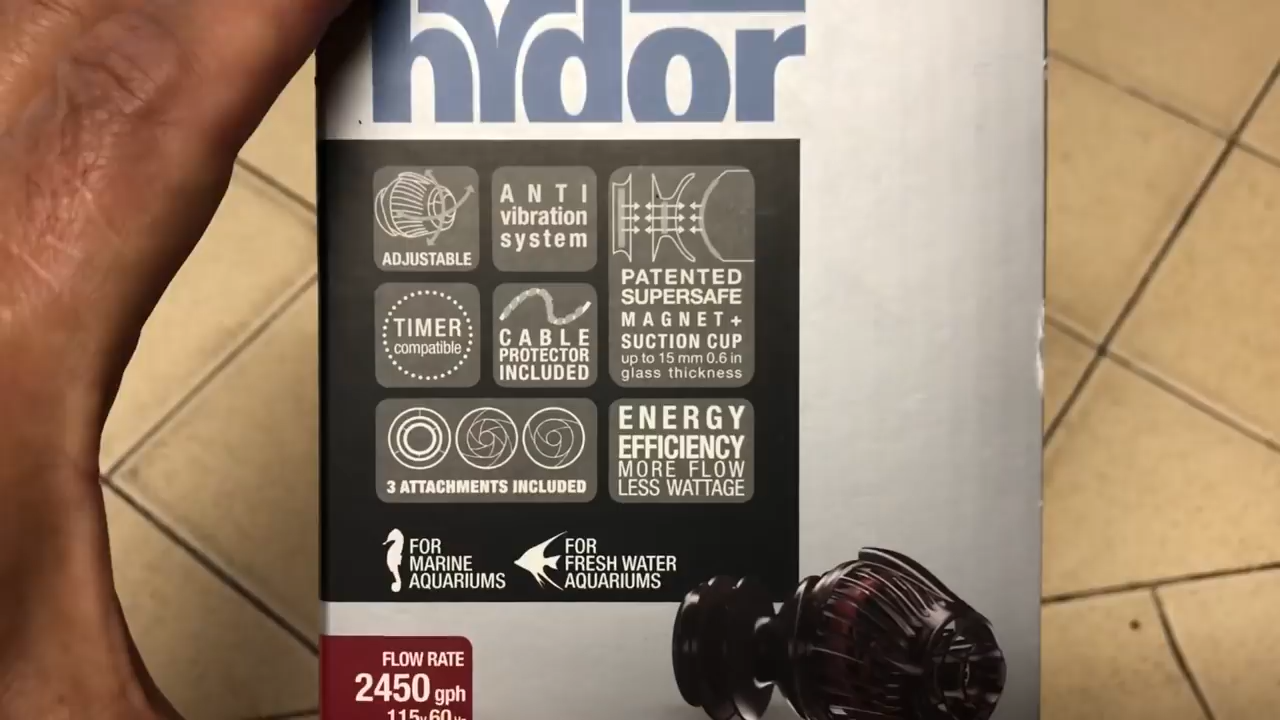 hydor
ADJUSTABLE
ANTI
vibration
system
PATENTED
SUPERSAFE
MAGNET+
SUCTION CUP
up to 15 mm 0.6 in
glass thickness
TIMER
compatible
CABLE
PROTECTOR
INCLUDED
3 ATTACHMENTS INCLUDED
ENERGY
EFFICIENCY
MORE FLOW
LESS WATTAGE
FOR
MARINE
AQUARIUMS
FOR
FRESH WATER
AQUARIUMS
FLOW RATE
2450 gph
115v 60Hz